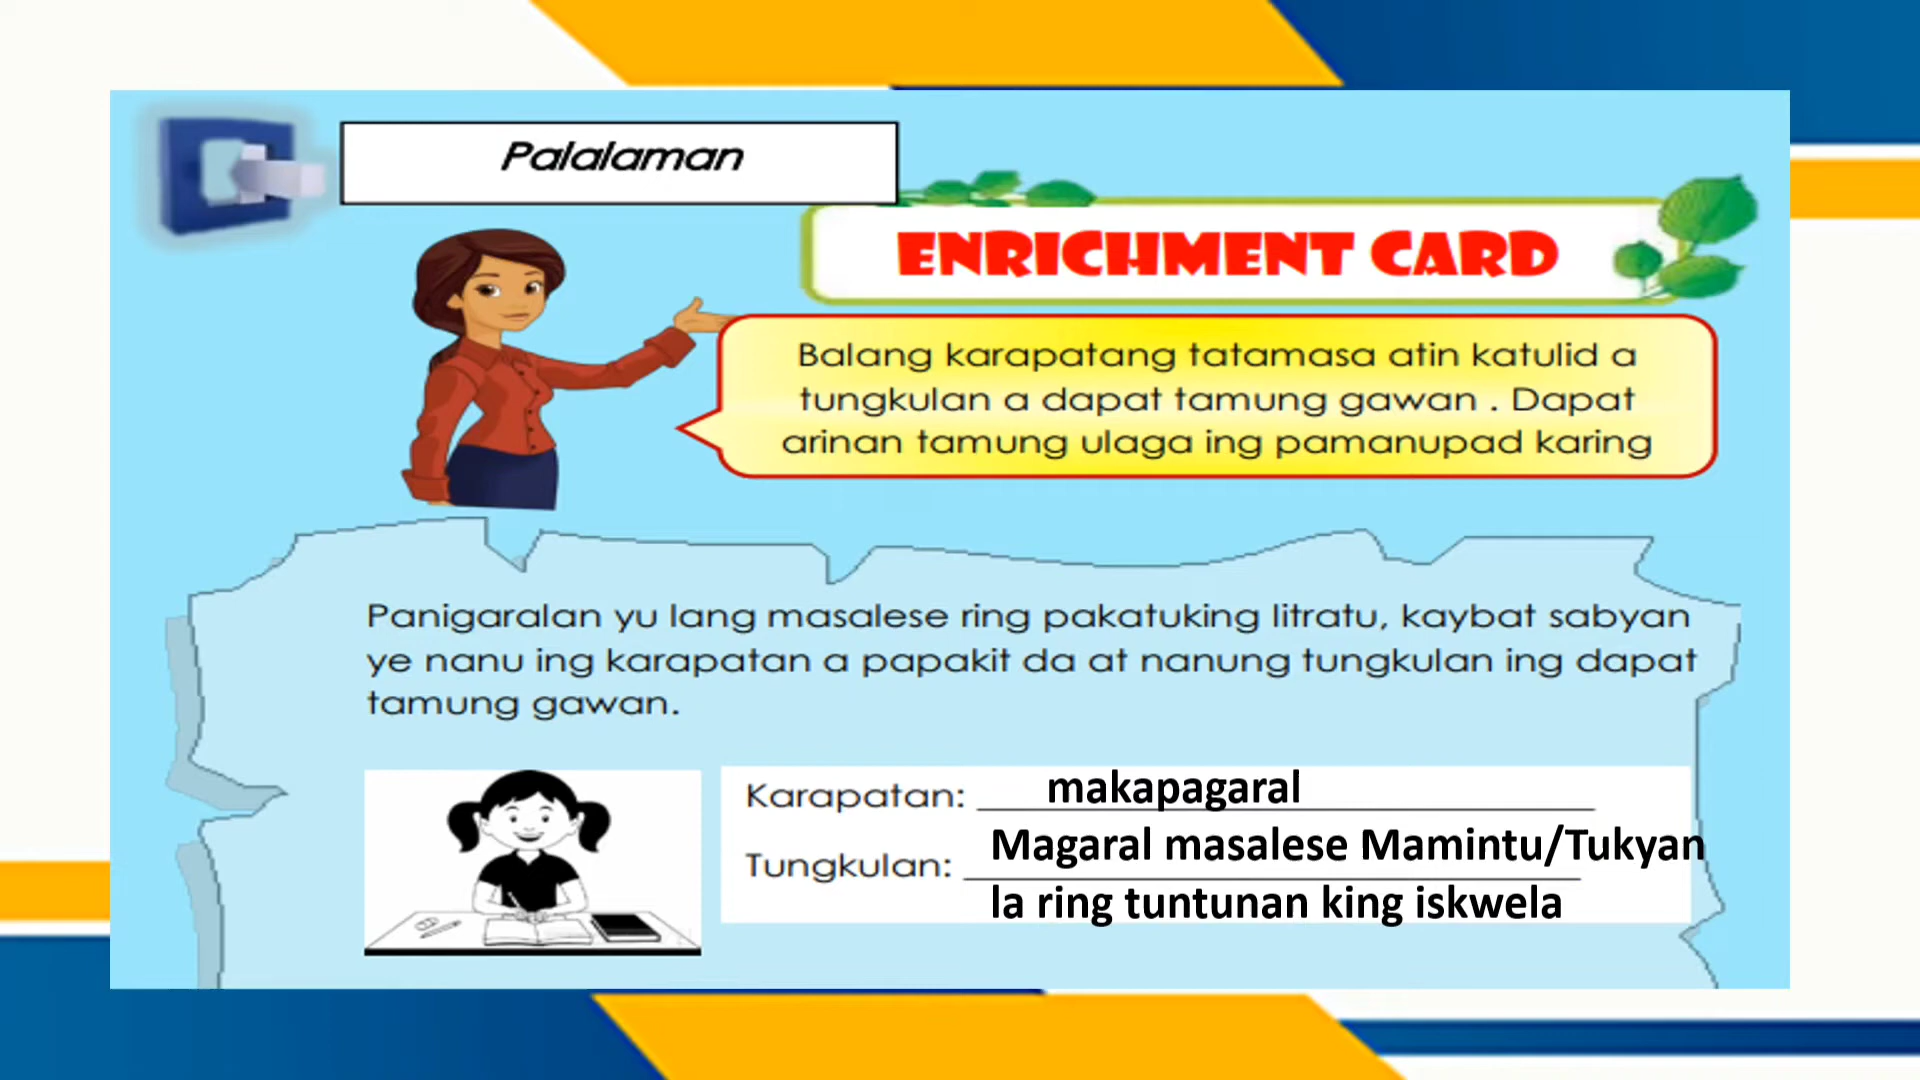 Palalaman
ENRICHMENT CARD
Balang karapatang tatamasa atin katulid a
tungkulan a dapat tamung gawan . Dapat
arinan tamung ulaga ing pamanupad karing
Panigaralan yu lang masalese ring pakatuking litratu, kaybat sabyan
ye nanu ing karapatan a papakit da at nanung tungkulan ing dapat
tamung gawan.
Karapatan: makapagaral
Tungkulan: Magaral masalese Mamintu/Tukyan
la ring tuntunan king iskwela